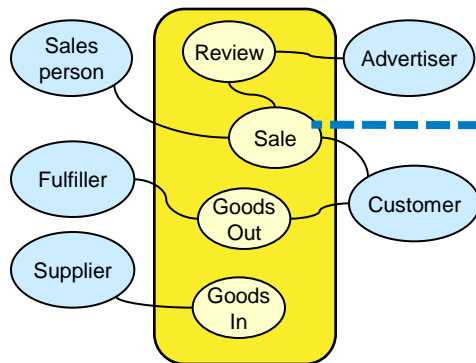 Sales
person
Review
Advertiser
Sale
Fulfiller
Goods
Out
Customer
Supplier
Goods
In